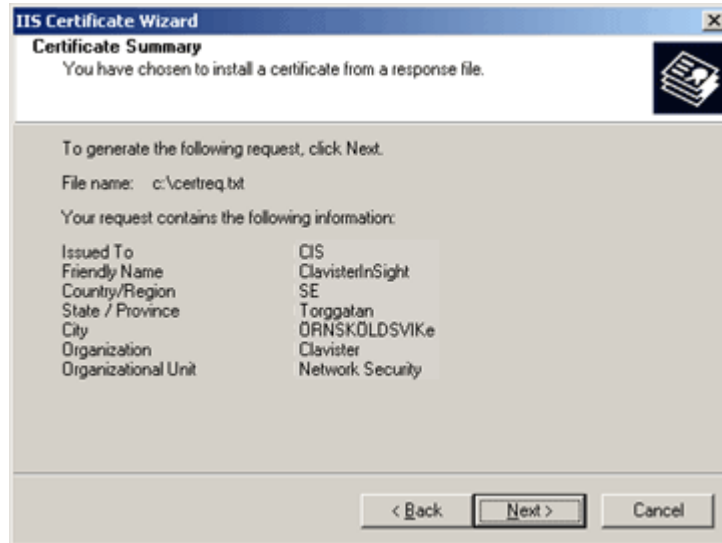 IIS Certificate Wizard
Certificate Summary
You have chosen to install a certificate from a response file.
To generate the following request, click Next.
File name: c:\certreq.txt
Your request contains the following information:
Issued To CIS
Friendly Name ClavisterInSight
Country/Region SE
State / Province Torggatan
City ÖRNSKÖLDSVIKe
Organization Clavister
Organizational Unit Network Security
< Back Next > Cancel